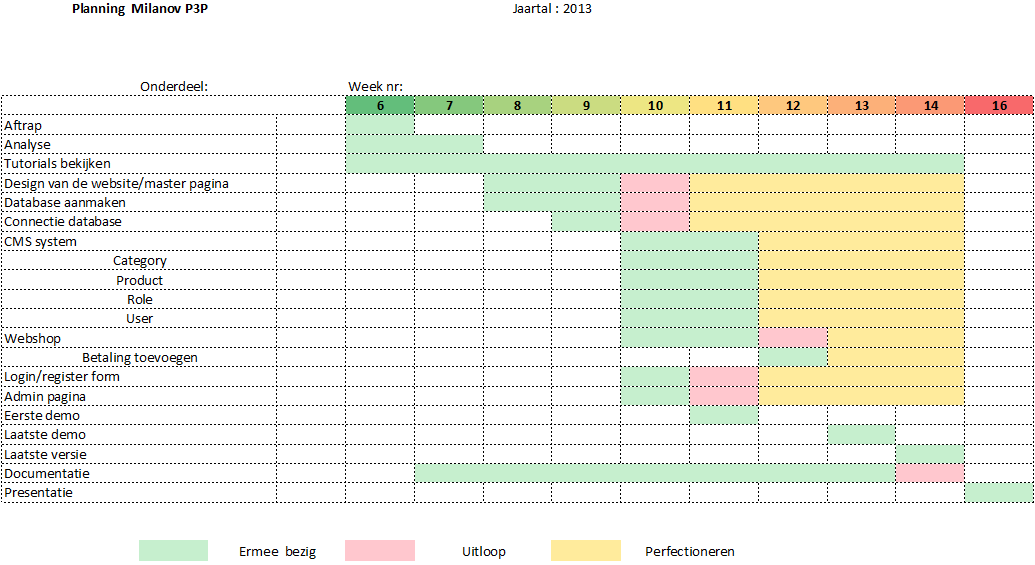 Planning Milanov P3P Jaartal : 2013
Onderdeel: Week nr:
6 7 8 9 10 11 12 13 14 16
Aftrap
Analyse
Tutorials bekijken
Design van de website/master pagina
Database aanmaken
Connectie database
CMS system
Category
Product
Role
User
Webshop
Betaling toevoegen
Login/register form
Admin pagina
Eerste demo
Laatste demo
Laatste versie
Documentatie
Presentatie
Ermee bezig Uitloop Perfectioneren